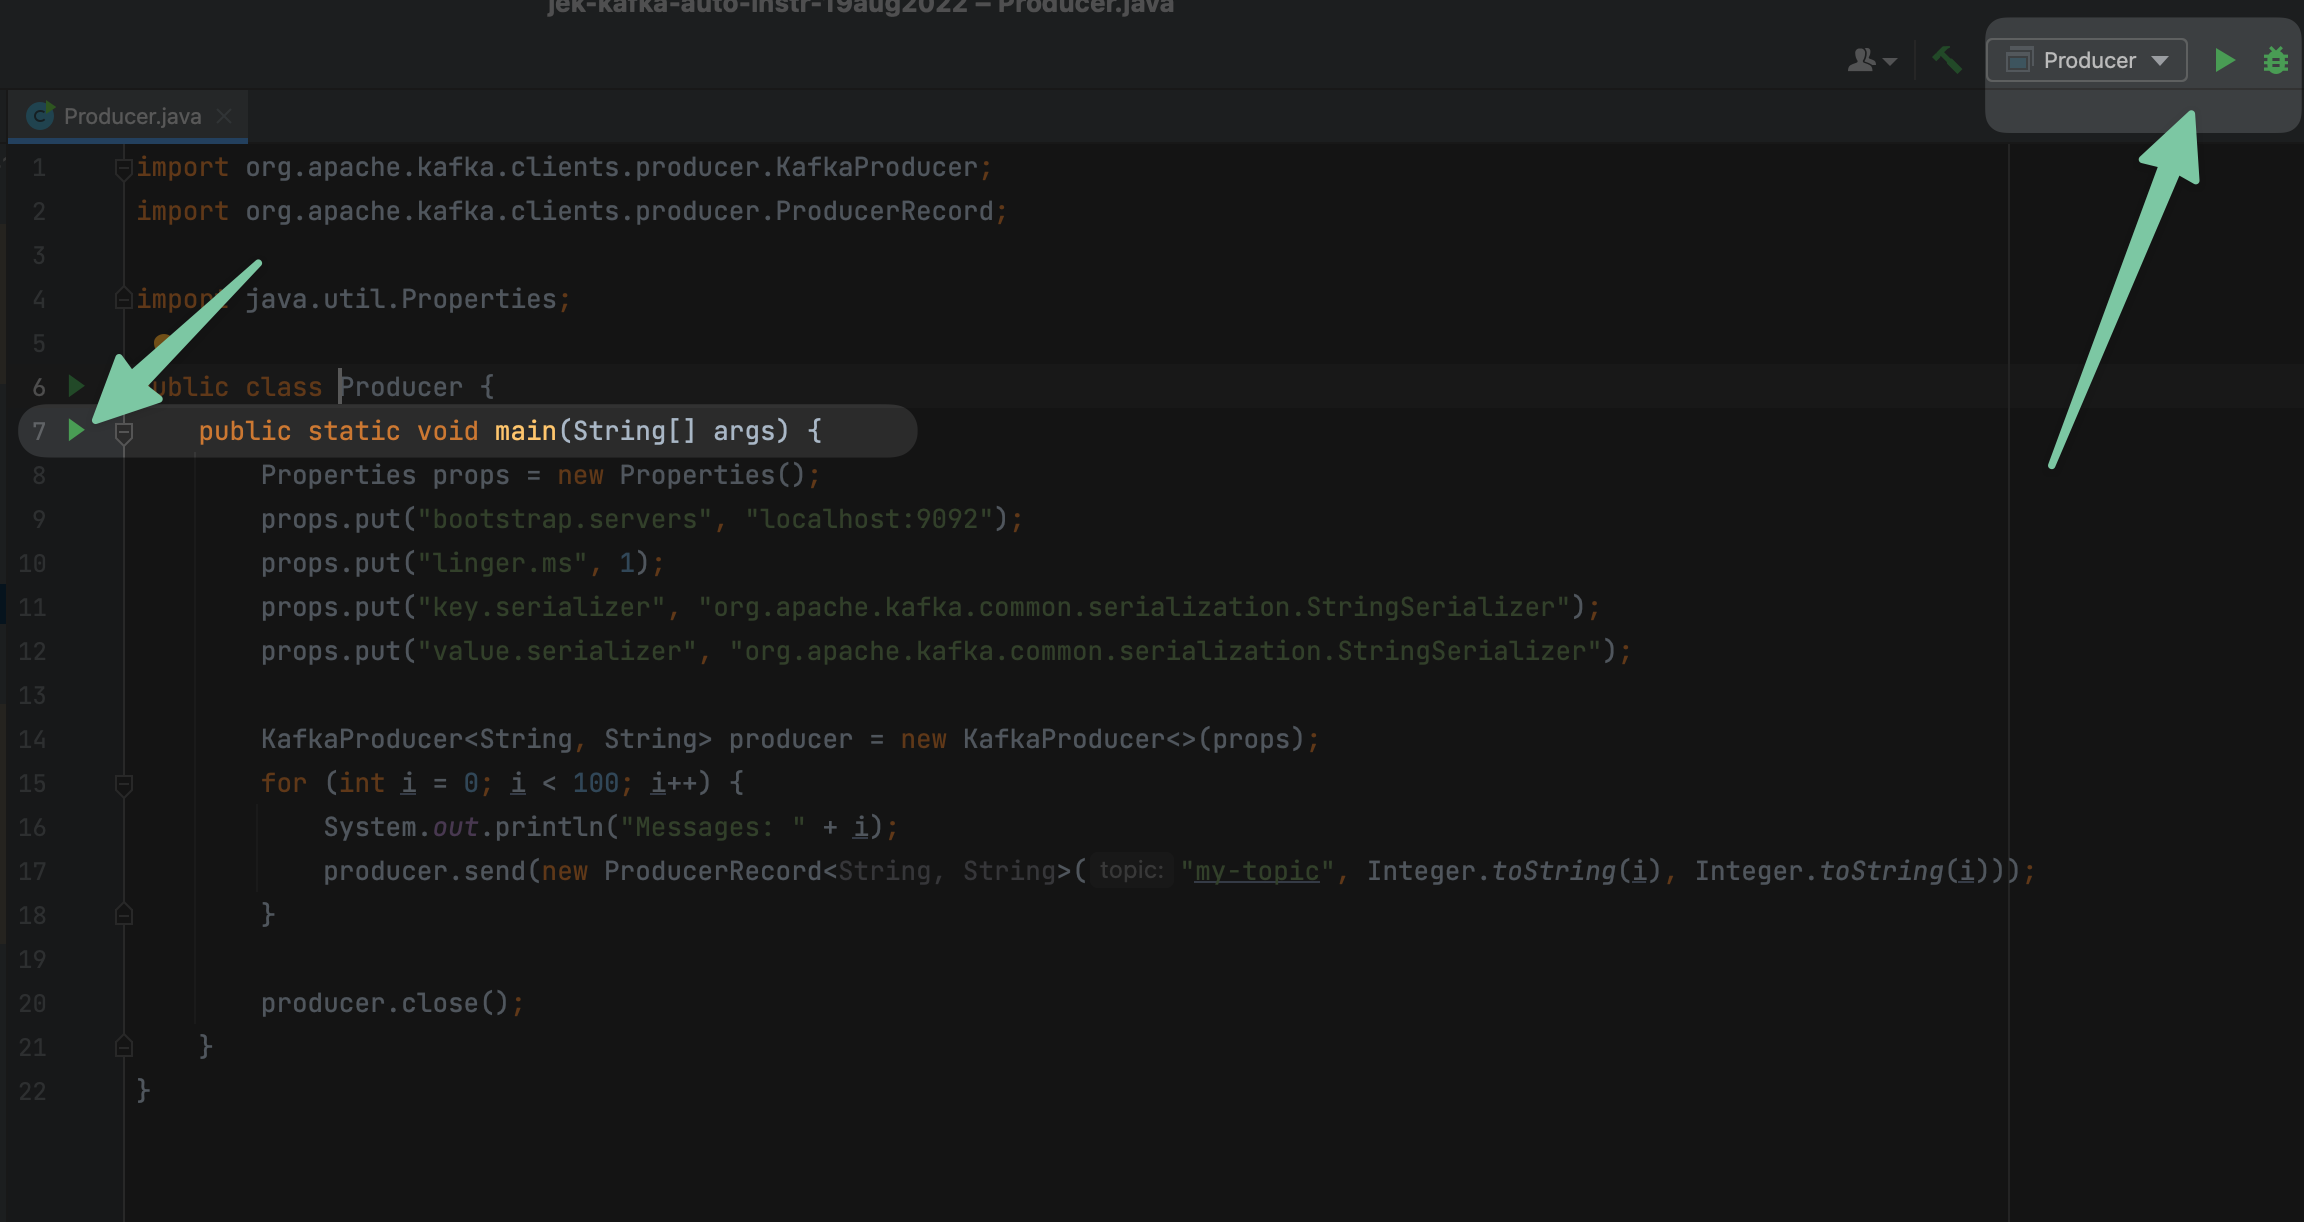 jek-kafka-auto-instr-19aug2022 – Producer.java
Producer
Producer.java
1 import org.apache.kafka.clients.producer.KafkaProducer;
2 import org.apache.kafka.clients.producer.ProducerRecord;
3
4 import java.util.Properties;
5
6 ublic class Producer {
7 public static void main(String[] args) {
8 Properties props = new Properties();
9 props.put("bootstrap.servers", "localhost:9092");
10 props.put("linger.ms", 1);
11 props.put("key.serializer", "org.apache.kafka.common.serialization.StringSerializer");
12 props.put("value.serializer", "org.apache.kafka.common.serialization.StringSerializer");
13
14 KafkaProducer<String, String> producer = new KafkaProducer<>(props);
15 for (int i = 0; i < 100; i++) {
16 System.out.println("Messages: " + i);
17 producer.send(new ProducerRecord<String, String>( topic: "my-topic", Integer.toString(i), Integer.toString(i)));
18 }
19
20 producer.close();
21 }
22 }